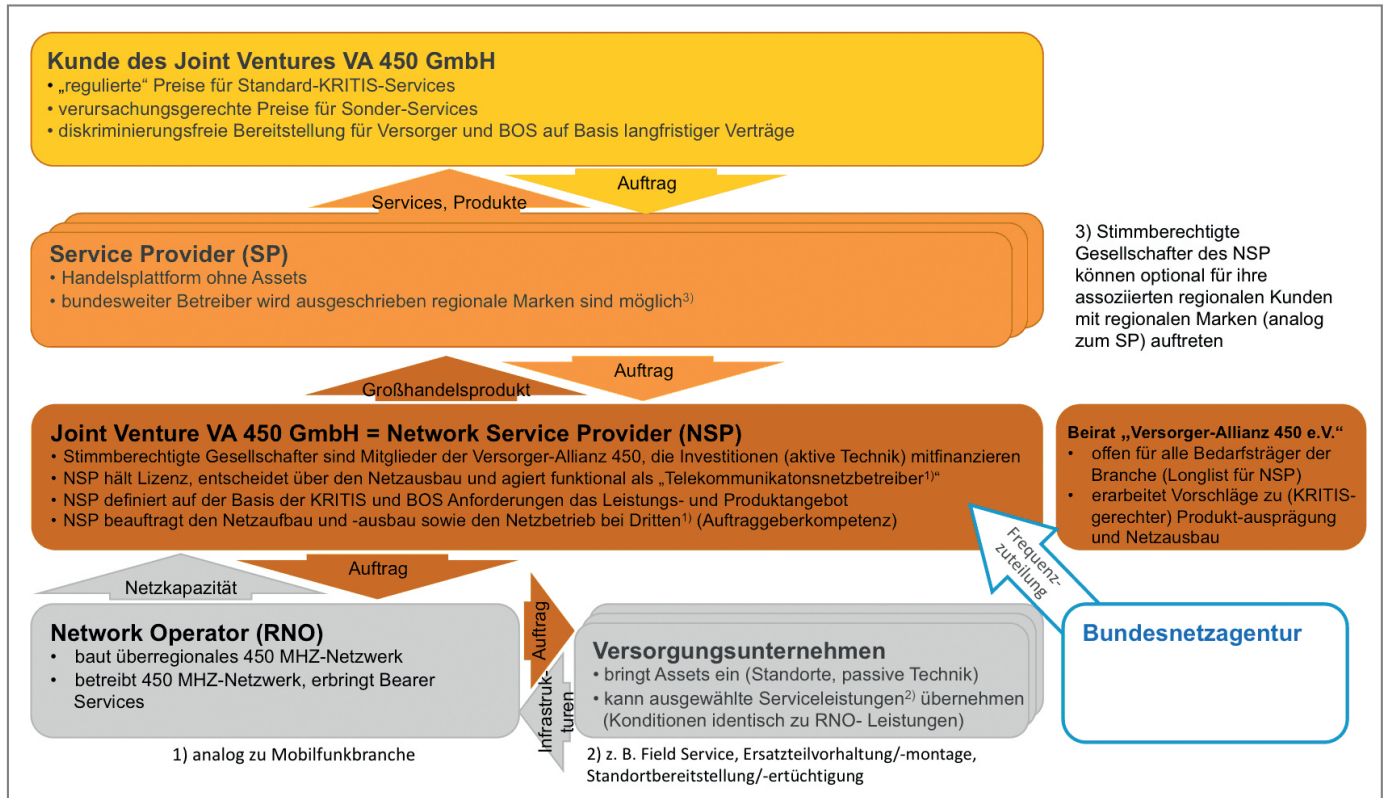 Kunde des Joint Ventures VA 450 GmbH
• „regulierte“ Preise für Standard-KRITIS-Services
• verursachungsgerechte Preise für Sonder-Services
• diskriminierungsfreie Bereitstellung für Versorger und BOS auf Basis langfristiger Verträge
Services, Produkte
Auftrag
Service Provider (SP)
• Handelsplattform ohne Assets
• bundesweiter Betreiber wird ausgeschrieben regionale Marken sind möglich3)
3) Stimmberechtigte
Gesellschafter des NSP
können optional für ihre
assoziierten regionalen Kunden
mit regionalen Marken (analog
zum SP) auftreten
Großhandelsprodukt
Auftrag
Joint Venture VA 450 GmbH = Network Service Provider (NSP)
• Stimmberechtigte Gesellschafter sind Mitglieder der Versorger-Allianz 450, die Investitionen (aktive Technik) mitfinanzieren
• NSP hält Lizenz, entscheidet über den Netzausbau und agiert funktional als „Telekommunikatonsnetzbetreiber1)“
• NSP definiert auf der Basis der KRITIS und BOS Anforderungen das Leistungs- und Produktangebot
• NSP beauftragt den Netzaufbau und -ausbau sowie den Netzbetrieb bei Dritten1) (Auftraggeberkompetenz)
Beirat „Versorger-Allianz 450 e.V.“
• offen für alle Bedarfsträger der
Branche (Longlist für NSP)
• erarbeitet Vorschläge zu (KRITIS-
gerechter) Produkt-ausprägung
und Netzausbau
Netzkapazität
Auftrag
Auftrag
Infrastruk-
turen
Frequenz-
zuteilung
Network Operator (RNO)
• baut überregionales 450 MHZ-Netzwerk
• betreibt 450 MHZ-Netzwerk, erbringt Bearer
Services
Versorgungsunternehmen
• bringt Assets ein (Standorte, passive Technik)
• kann ausgewählte Serviceleistungen2) übernehmen
(Konditionen identisch zu RNO- Leistungen)
Bundesnetzagentur
1) analog zu Mobilfunkbranche
2) z. B. Field Service, Ersatzteilvorhaltung/-montage,
Standortbereitstellung/-ertüchtigung